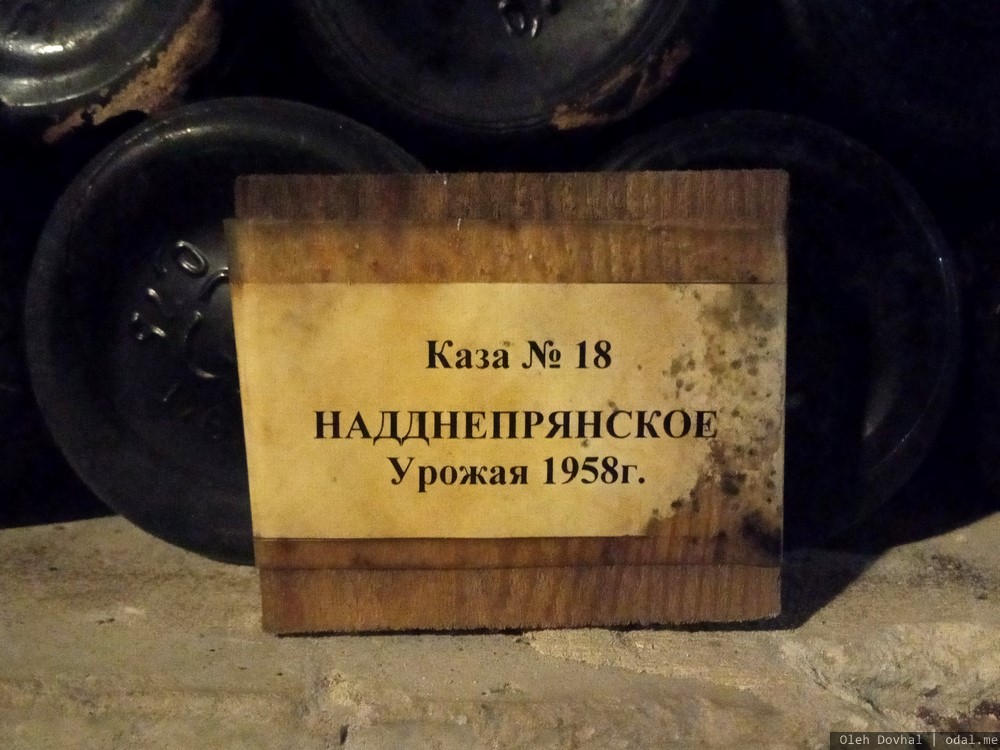 Каза № 18
НАДДНЕПРЯНСКОЕ
Урожая 1958г.
Oleh Dovhal | odal.me